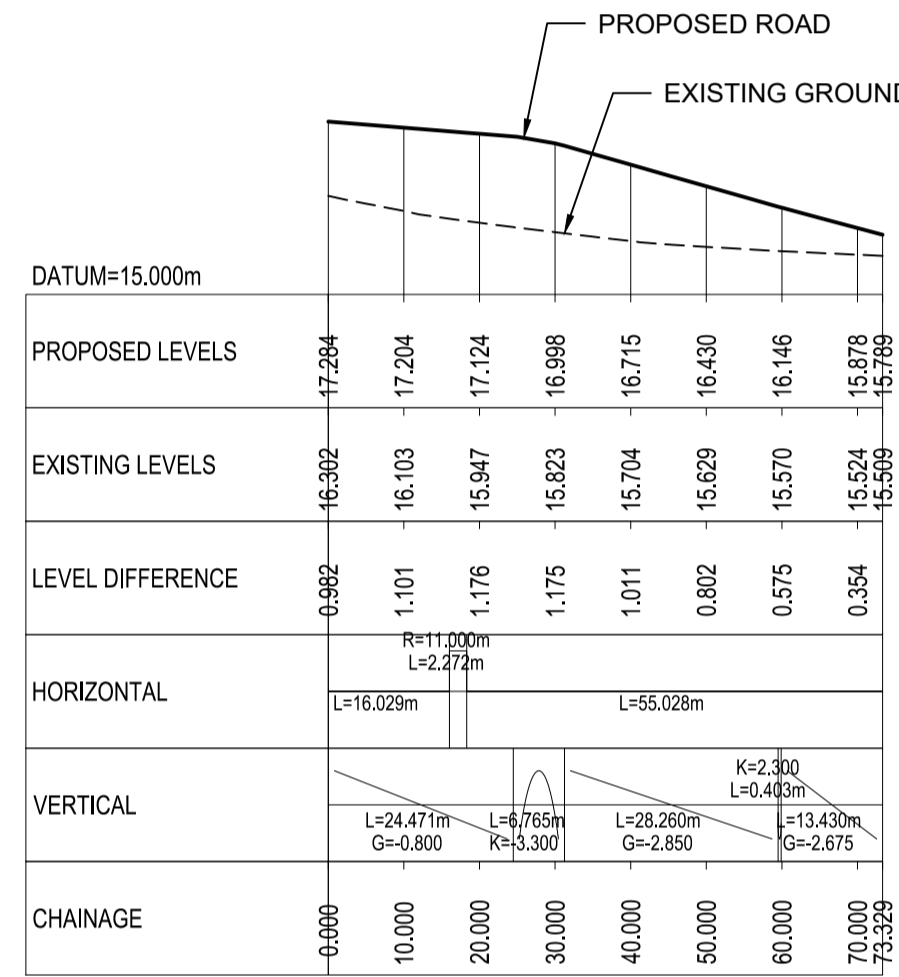 PROPOSED ROAD
EXISTING GROUND
DATUM=15.000m
PROPOSED LEVELS 17.284 17.204 17.124 16.998 16.715 16.430 16.146 15.878 15.789
EXISTING LEVELS 16.302 16.103 15.947 15.823 15.704 15.629 15.570 15.524 15.509
LEVEL DIFFERENCE 0.982 1.101 1.176 1.175 1.011 0.802 0.575 0.354
R=11.000m
L=2.272m
HORIZONTAL
L=16.029m L=55.028m
K=2.300
L=0.403m
VERTICAL
L=24.471m L=6.765m L=28.260m L=13.430m
G=-0.800 K=-3.300 G=-2.850 G=-2.675
CHAINAGE 0.000 10.000 20.000 30.000 40.000 50.000 60.000 70.000 73.329